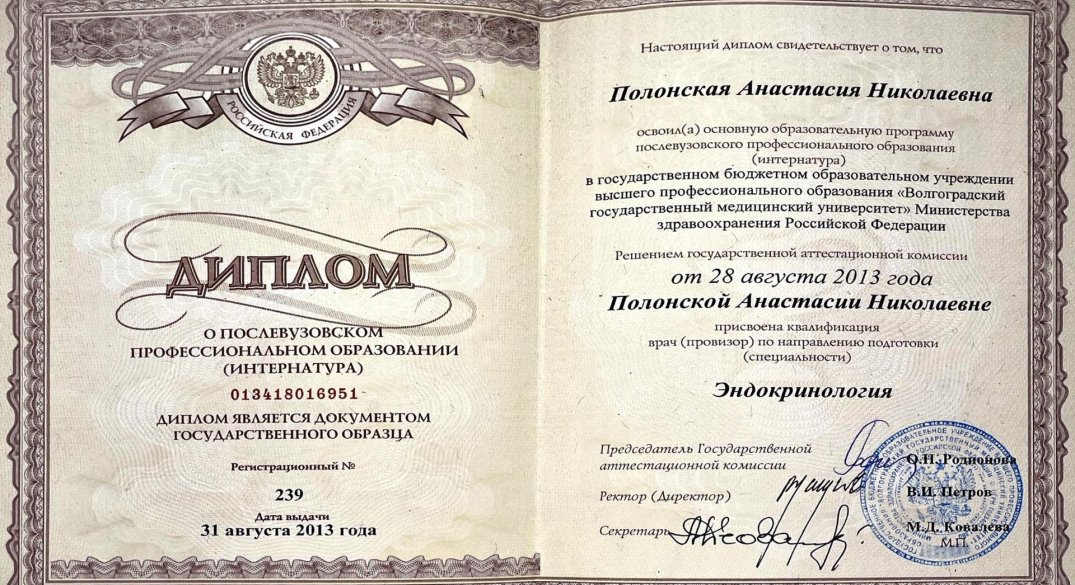 РОССИЙСКАЯ ФЕДЕРАЦИЯ
ДИПЛОМ
О ПОСЛЕВУЗОВСКОМ
ПРОФЕССИОНАЛЬНОМ ОБРАЗОВАНИИ
(ИНТЕРНАТУРА)
013418016951
ДИПЛОМ ЯВЛЯЕТСЯ ДОКУМЕНТОМ
ГОСУДАРСТВЕННОГО ОБРАЗЦА
Регистрационный №
239
Дата выдачи
31 августа 2013 года
Настоящий диплом свидетельствует о том, что
Полонская Анастасия Николаевна
освоил(а) основную образовательную программу
послевузовского профессионального образования
(интернатура)
в государственном бюджетном образовательном учреждении
высшего профессионального образования «Волгоградский
государственный медицинский университет» Министерства
здравоохранения Российской Федерации
Решением государственной аттестационной комиссии
от 28 августа 2013 года
Полонской Анастасии Николаевне
присвоена квалификация
врач (провизор) по направлению подготовки
(специальности)
Эндокринология
Председатель Государственной
аттестационной комиссии
О.Н. Родионова
Ректор (Директор)
В.И. Петров
Секретарь
М.Д. Ковалева
М.П.